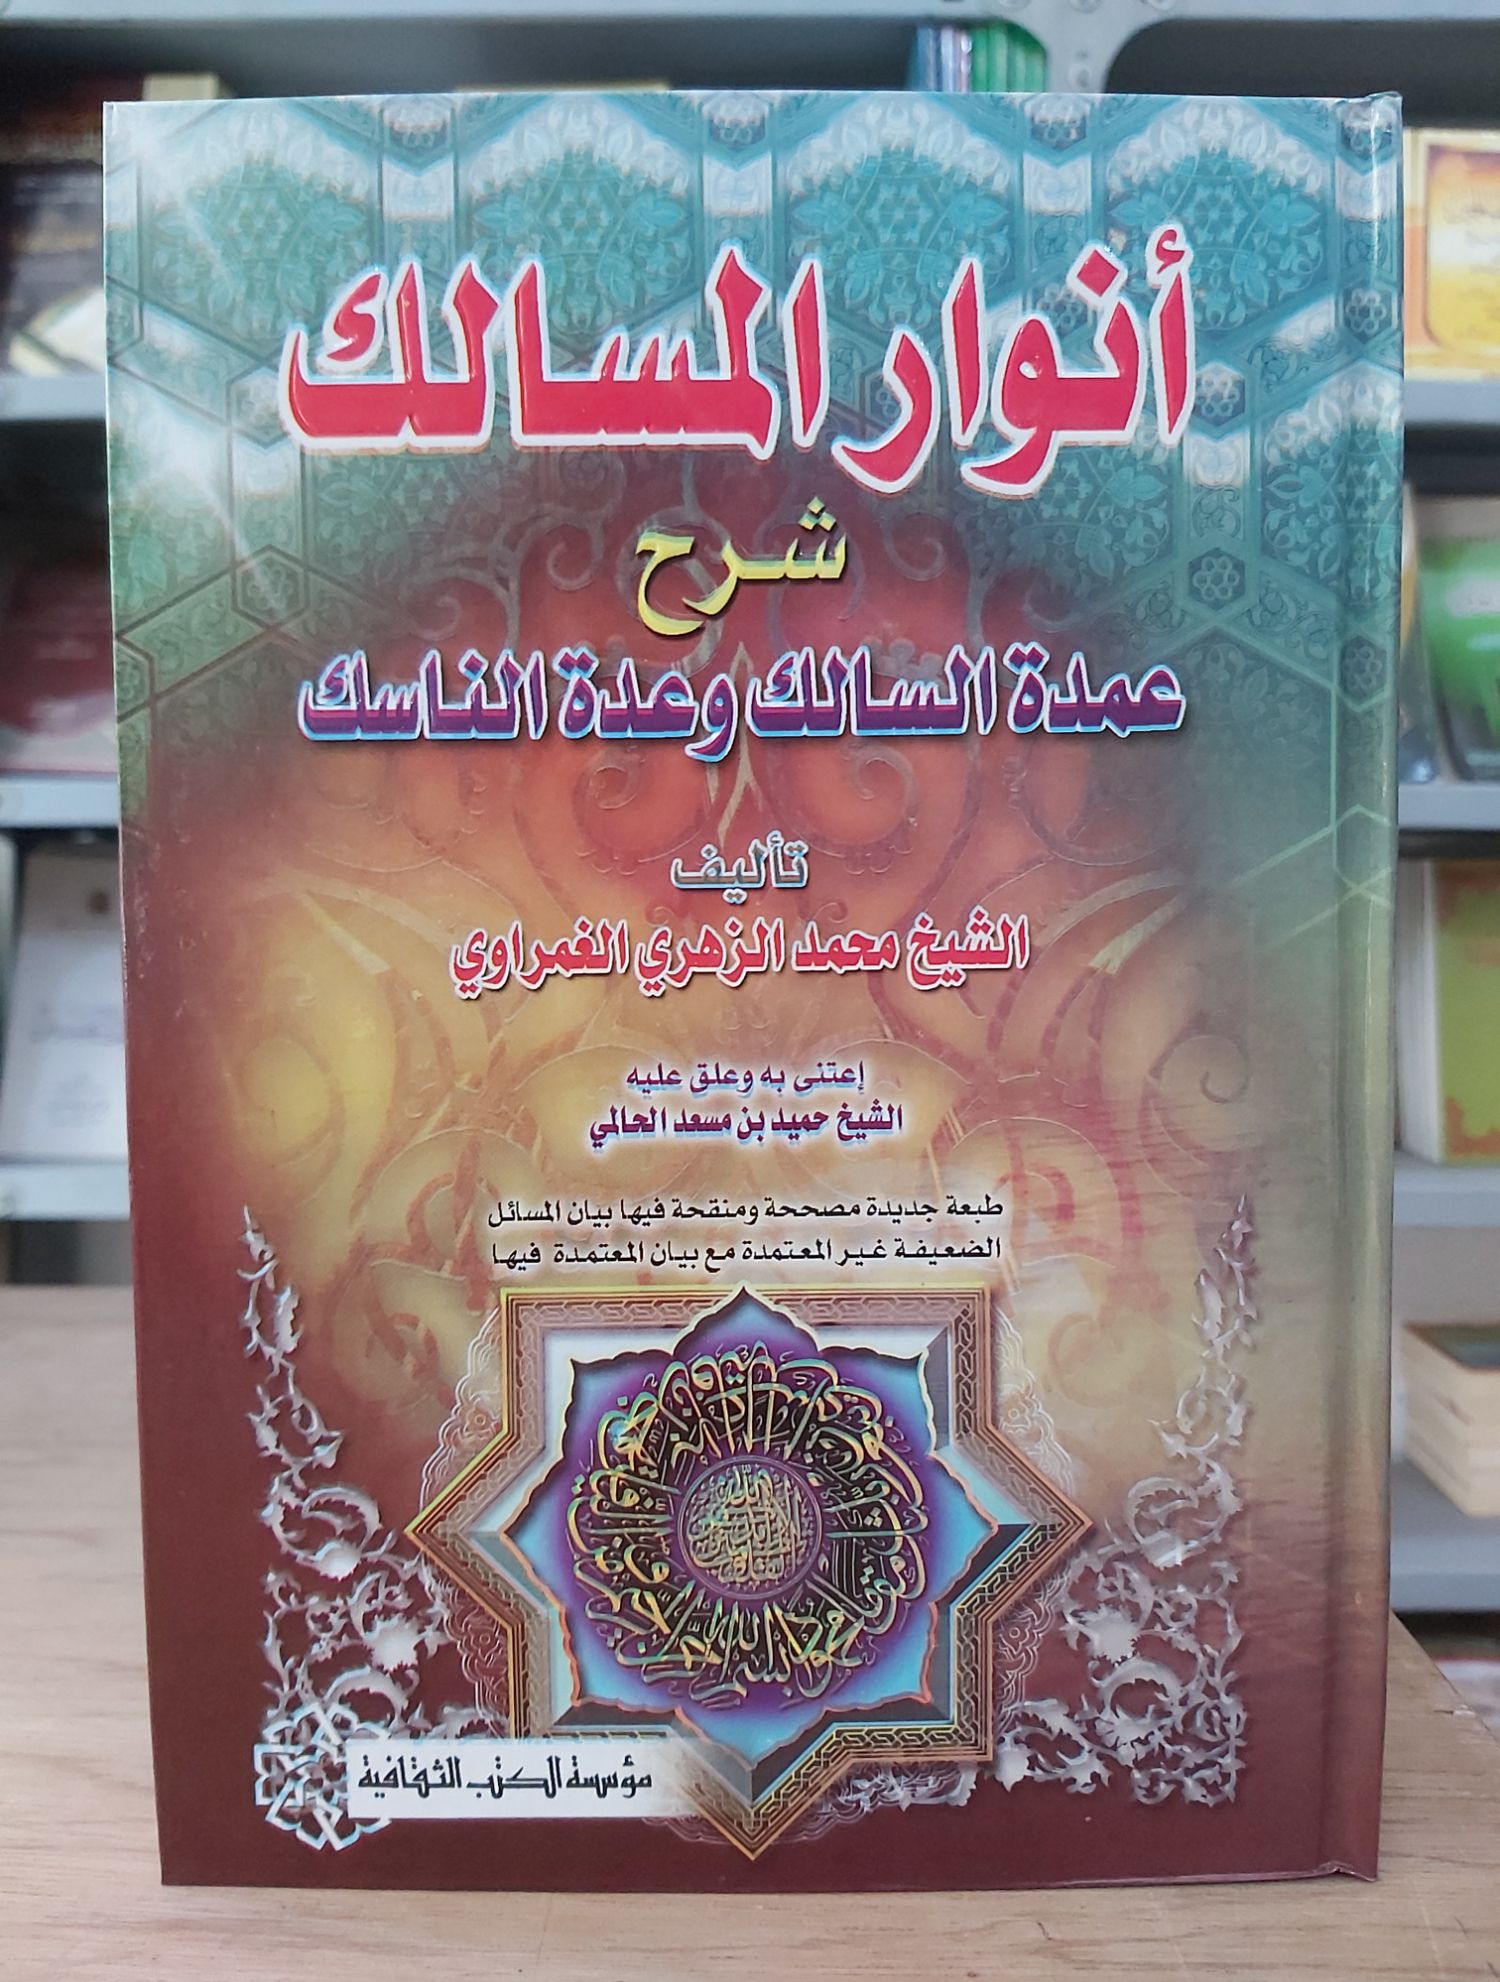 أنوار المسالك
شرح
عمدة السالك وعدة الناسك
تأليف
الشيخ محمد الزهري الغمراوي
إعتنى به وعلق عليه
الشيخ حميد بن مسعد الحالمي
طبعة جديدة مصححة ومنقحة فيها بيان المسائل
الضعيفة غير المعتمدة مع بيان المعتمدة فيها
مؤسسة الكتب الثقافية